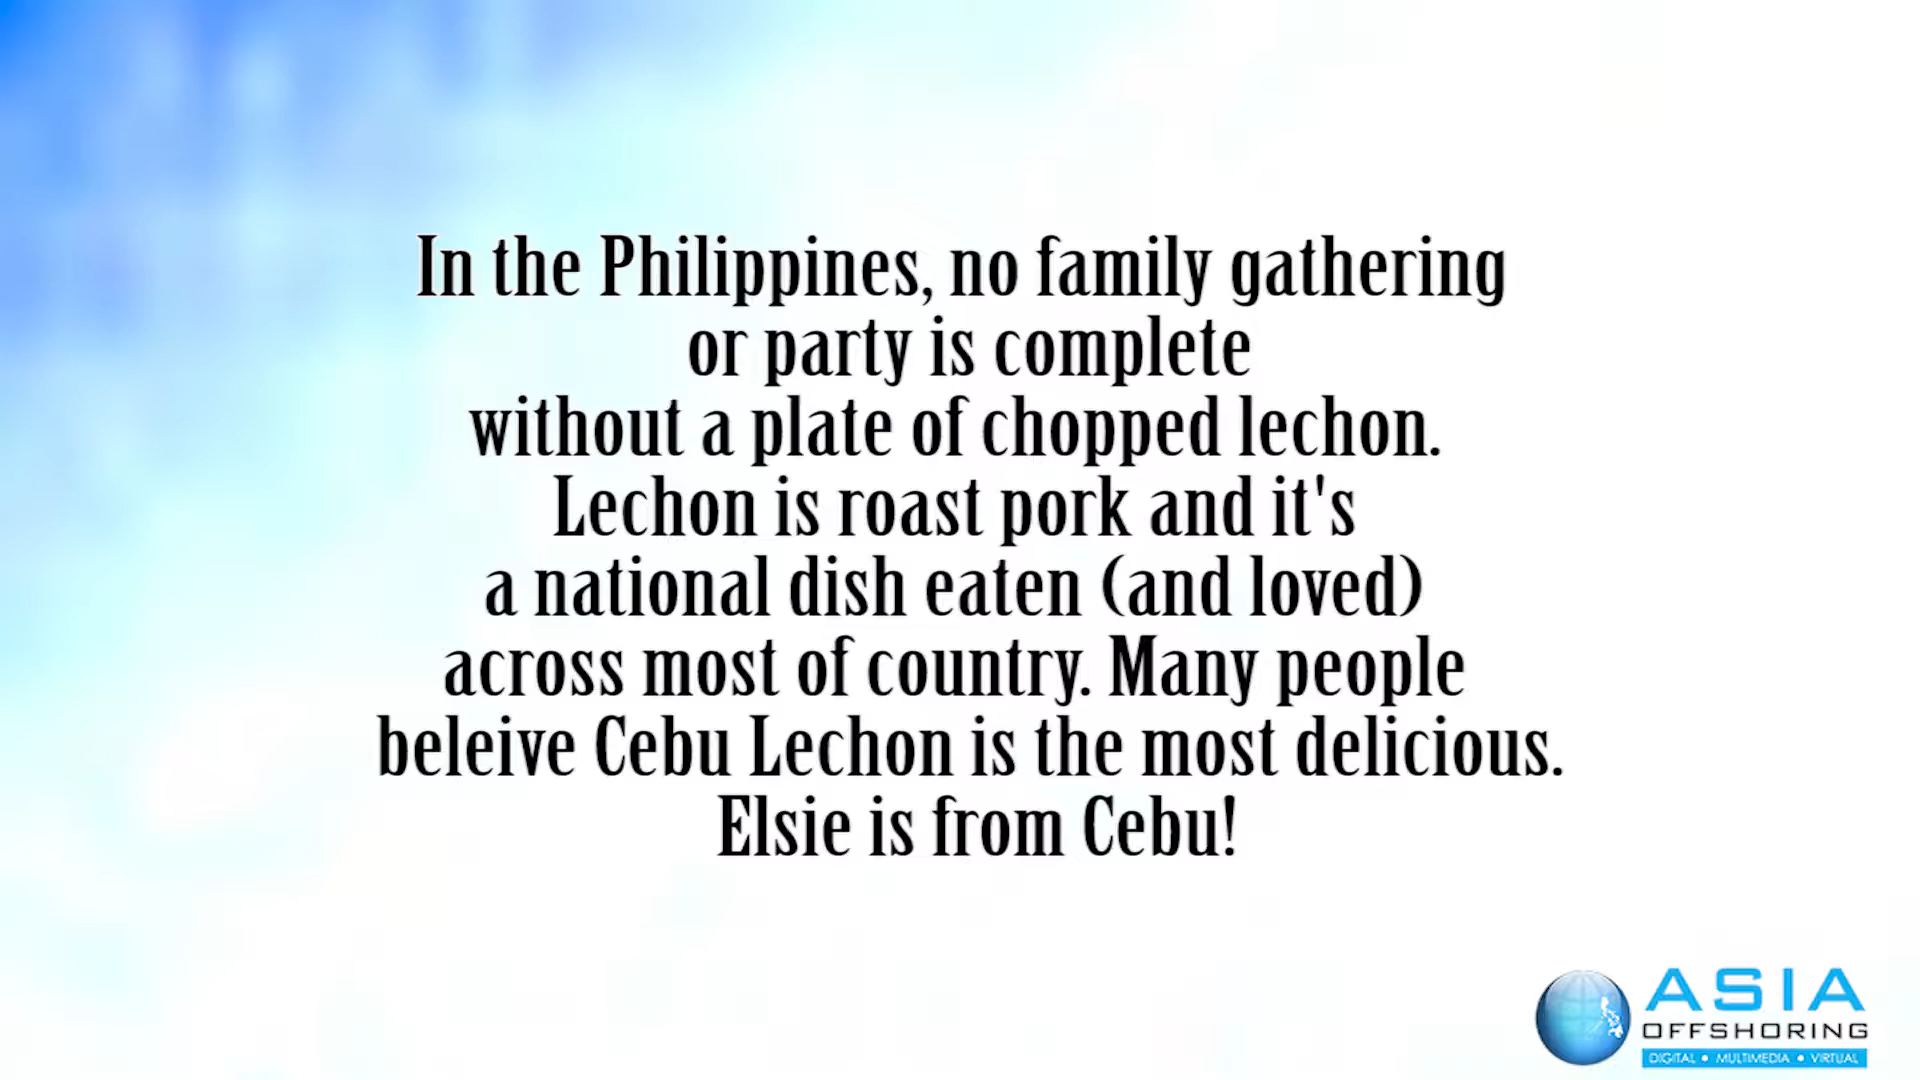 In the Philippines, no family gathering
or party is complete
without a plate of chopped lechon.
Lechon is roast pork and it's
a national dish eaten (and loved)
across most of country. Many people
beleive Cebu Lechon is the most delicious.
Elsie is from Cebu!
ASIA
OFFSHORING
DIGITAL • MULTIMEDIA • VIRTUAL